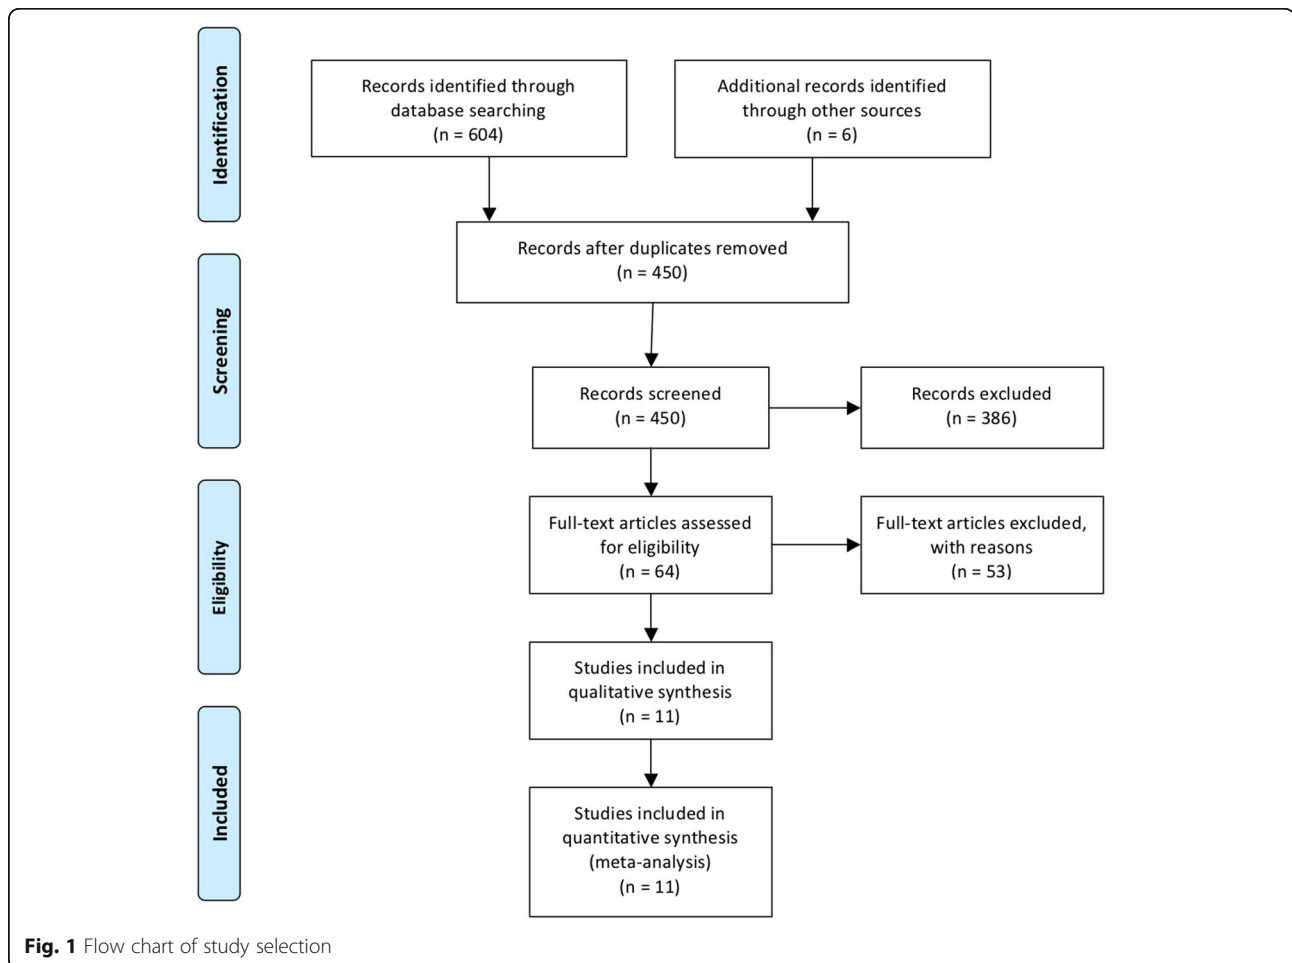 Identification
Records identified through
database searching
(n = 604)
Additional records identified
through other sources
(n = 6)
Records after duplicates removed
(n = 450)
Screening
Records screened
(n = 450)
Records excluded
(n = 386)
Eligibility
Full-text articles assessed
for eligibility
(n = 64)
Full-text articles excluded,
with reasons
(n = 53)
Studies included in
qualitative synthesis
(n = 11)
Included
Studies included in
quantitative synthesis
(meta-analysis)
(n = 11)
Fig. 1 Flow chart of study selection